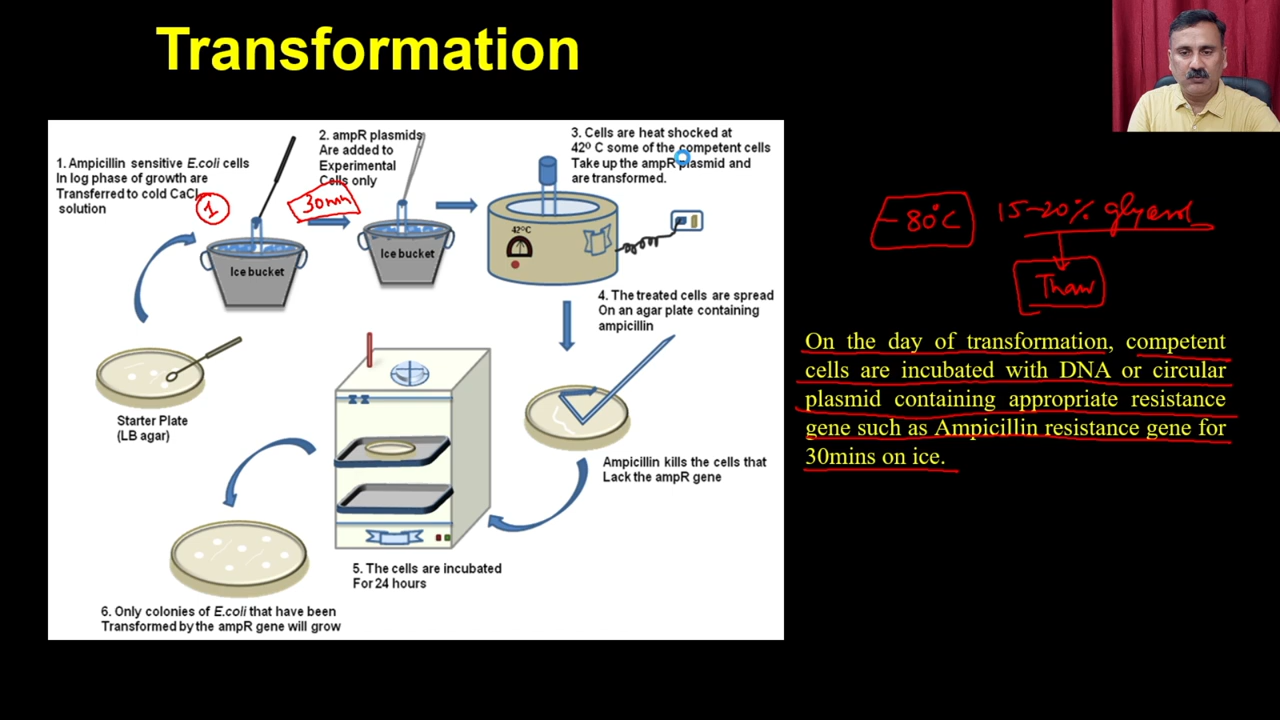 Transformation
1. Ampicillin sensitive E.coli cells
In log phase of growth are
Transferred to cold CaCl
solution
1
30min
2. ampR plasmids
Are added to
Experimental
Cells only
3. Cells are heat shocked at
42⁰ C some of the competent cells
Take up the ampR plasmid and
are transformed.
Ice bucket
Ice bucket
42⁰C
4. The treated cells are spread
On an agar plate containing
ampicillin
Starter Plate
(LB agar)
Ampicillin kills the cells that
Lack the ampR gene
5. The cells are incubated
For 24 hours
6. Only colonies of E.coli that have been
Transformed by the ampR gene will grow
-80°C
15-20% glycerol
Thaw
On the day of transformation, competent
cells are incubated with DNA or circular
plasmid containing appropriate resistance
gene such as Ampicillin resistance gene for
30mins on ice.